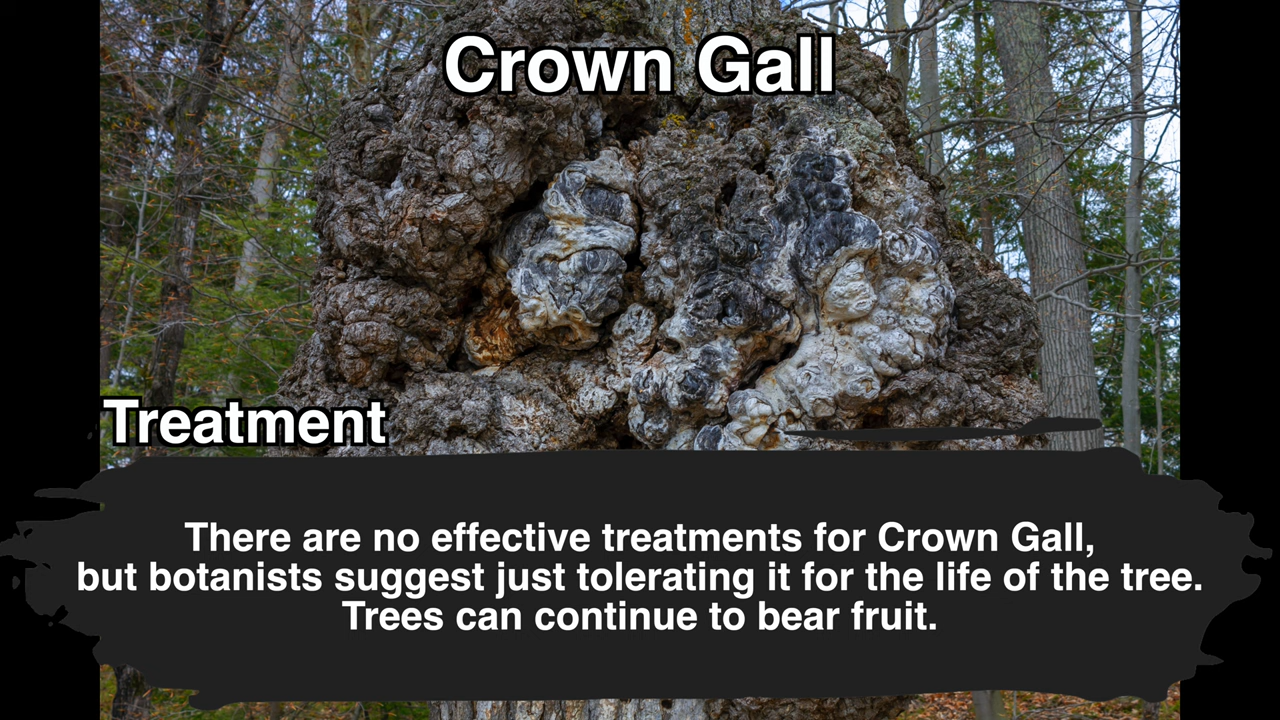 Crown Gall
Treatment
There are no effective treatments for Crown Gall,
but botanists suggest just tolerating it for the life of the tree.
Trees can continue to bear fruit.